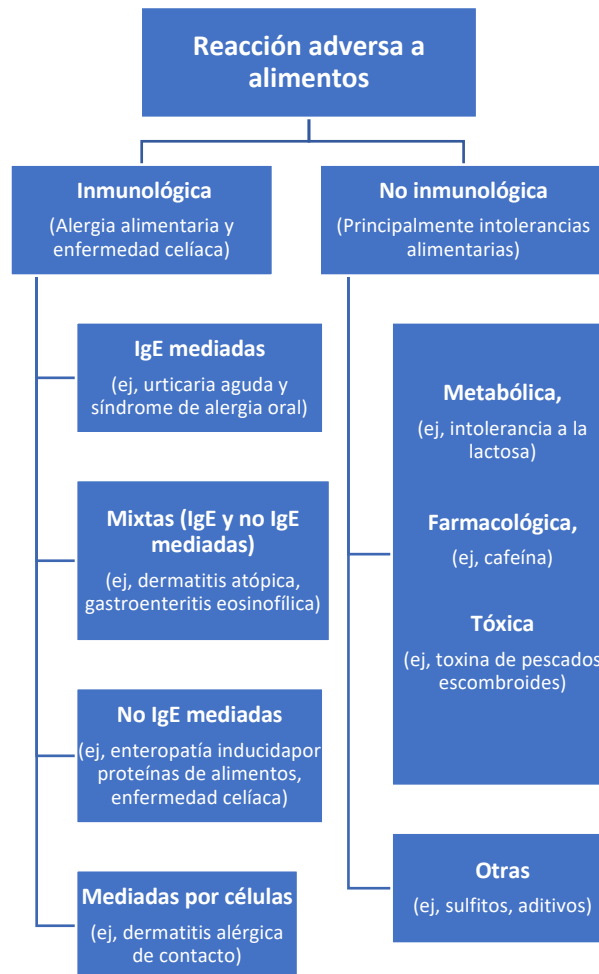 Reacción adversa a
alimentos
Inmunológica
(Alergia alimentaria y
enfermedad celíaca)
No inmunológica
(Principalmente intolerancias
alimentarias)
IgE mediadas
(ej, urticaria aguda y
síndrome de alergia oral)
Mixtas (IgE y no IgE
mediadas)
(ej, dermatitis atópica,
gastroenteritis eosinofílica)
No IgE mediadas
(ej, enteropatía inducidapor
proteínas de alimentos,
enfermedad celíaca)
Mediadas por células
(ej, dermatitis alérgica
de contacto)
Metabólica,
(ej, intolerancia a la
lactosa)
Farmacológica,
(ej, cafeína)
Tóxica
(ej, toxina de pescados
escombroides)
Otras
(ej, sulfitos, aditivos)